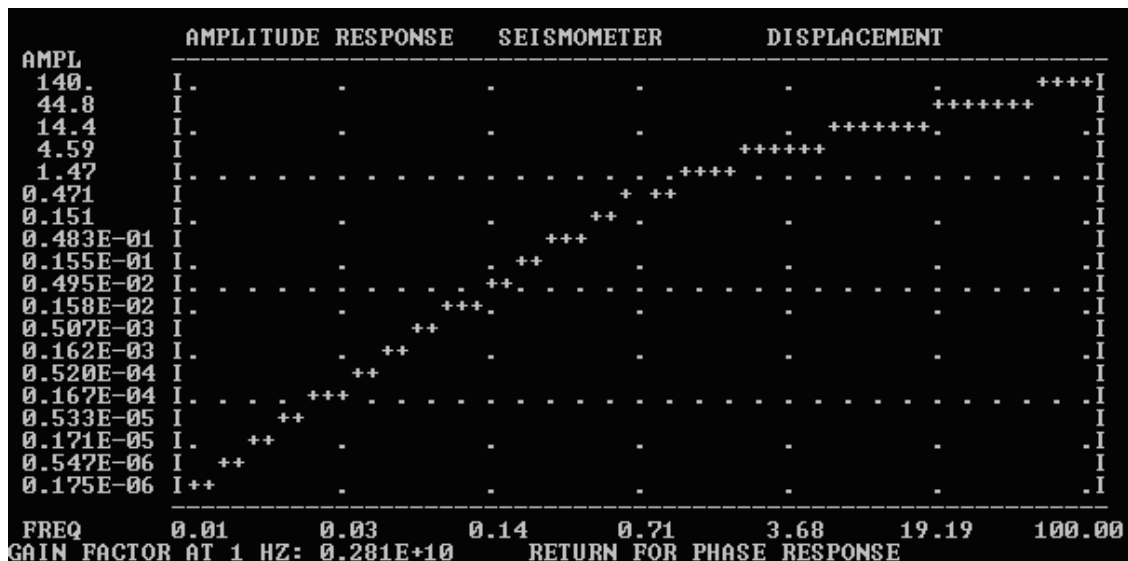 AMPLITUDE RESPONSE SEISMOMETER DISPLACEMENT
AMPL ---------------------------------------------------------------
140. I. . . . . . ++++I
44.8 I +++++++ I
14.4 I. . . . . +++++++. .I
4.59 I ++++++ I
1.47 I. . . . . . . . . . . . . . . . .++++ . . . . . . . . . . . .I
0.471 I + ++ I
0.151 I. . . ++ . . . .I
0.483E-01 I +++ I
0.155E-01 I. . . ++ . . . .I
0.495E-02 I. . . . . . . . . . ++. . . . . . . . . . . . . . . . . . . .I
0.158E-02 I. . +++. . . . .I
0.507E-03 I ++ I
0.162E-03 I. . ++ . . . . .I
0.520E-04 I ++ I
0.167E-04 I. . . . +++ . . . . . . . . . . . . . . . . . . . . . . . . .I
0.533E-05 I ++ I
0.171E-05 I. ++ . . . . . .I
0.547E-06 I ++ I
0.175E-06 I++ . . . . . .I
---------------------------------------------------------------
FREQ 0.01 0.03 0.14 0.71 3.68 19.19 100.00
GAIN FACTOR AT 1 HZ: 0.281E+10 RETURN FOR PHASE RESPONSE